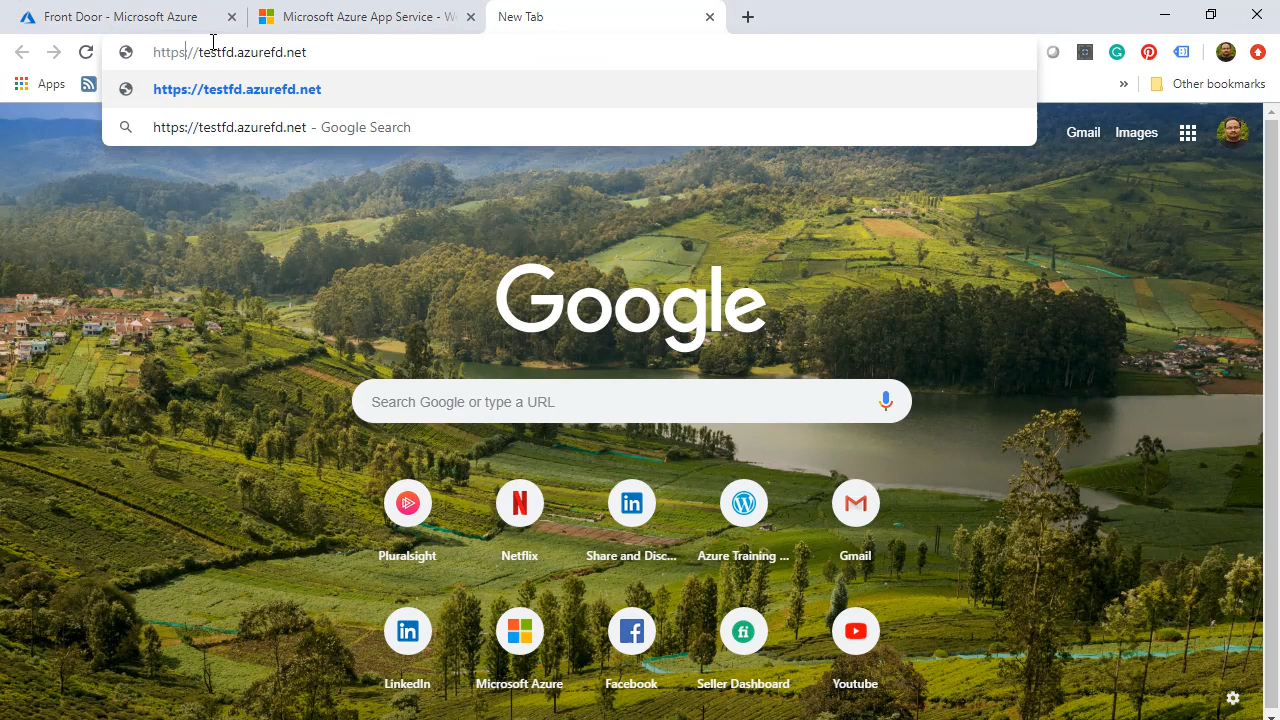 Front Door - Microsoft Azure
Microsoft Azure App Service - We
New Tab
https//testfd.azurefd.net
Apps
»
Other bookmarks
https://testfd.azurefd.net
https://testfd.azurefd.net - Google Search
Gmail
Images
Google
Search Google or type a URL
Pluralsight
Netflix
Share and Disc...
Azure Training ...
Gmail
LinkedIn
Microsoft Azure
Facebook
Seller Dashboard
Youtube